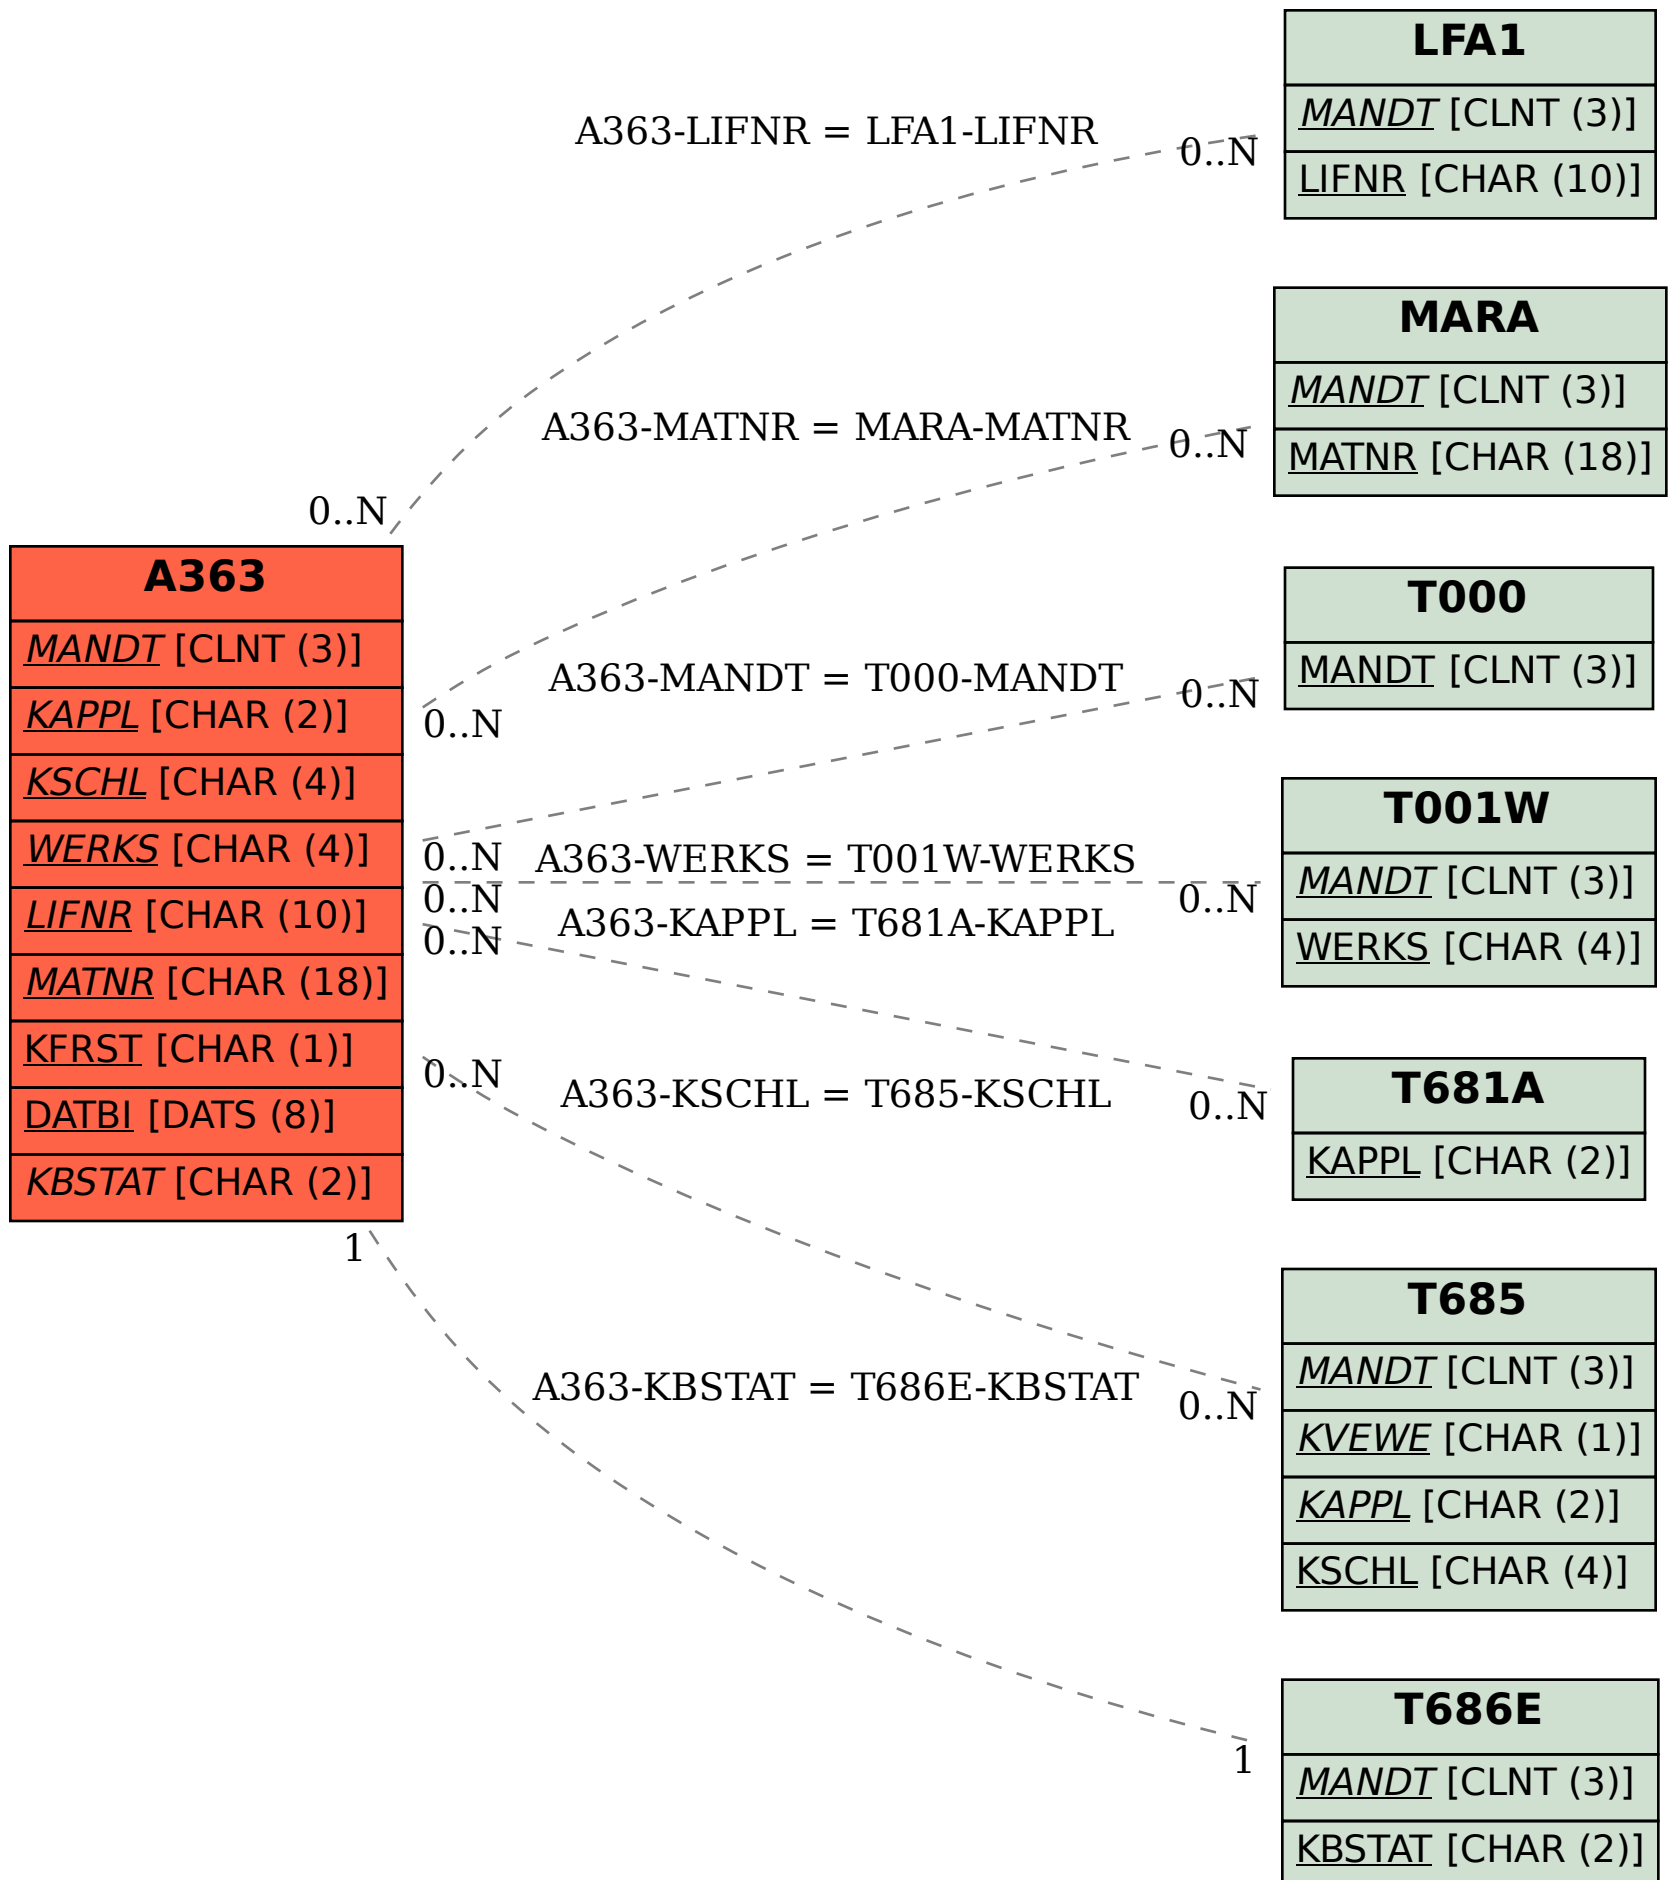 LFA1
MANDT [CLNT (3)]
LIFNR [CHAR (10)]
A363-LIFNR = LFA1-LIFNR
0..N
0..N
MARA
MANDT [CLNT (3)]
MATNR [CHAR (18)]
A363-MATNR = MARA-MATNR
0..N
0..N
A363
MANDT [CLNT (3)]
KAPPL [CHAR (2)]
KSCHL [CHAR (4)]
WERKS [CHAR (4)]
LIFNR [CHAR (10)]
MATNR [CHAR (18)]
KFRST [CHAR (1)]
DATBI [DATS (8)]
KBSTAT [CHAR (2)]
T000
MANDT [CLNT (3)]
A363-MANDT = T000-MANDT
0..N
0..N
T001W
MANDT [CLNT (3)]
WERKS [CHAR (4)]
A363-WERKS = T001W-WERKS
0..N
0..N
T681A
KAPPL [CHAR (2)]
A363-KAPPL = T681A-KAPPL
0..N
0..N
T685
MANDT [CLNT (3)]
KVEWE [CHAR (1)]
KAPPL [CHAR (2)]
KSCHL [CHAR (4)]
A363-KSCHL = T685-KSCHL
0..N
0..N
T686E
MANDT [CLNT (3)]
KBSTAT [CHAR (2)]
A363-KBSTAT = T686E-KBSTAT
1
1